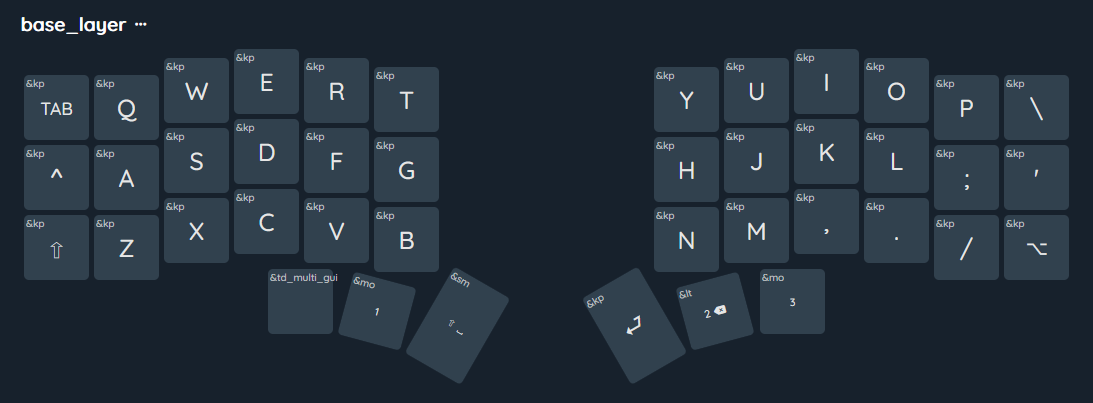 base_layer ···
&kp TAB &kp Q &kp W &kp E &kp R &kp T &kp Y &kp U &kp I &kp O &kp P &kp \
&kp ^ &kp A &kp S &kp D &kp F &kp G &kp H &kp J &kp K &kp L &kp ; &kp '
&kp ⇧ &kp Z &kp X &kp C &kp V &kp B &kp N &kp M &kp , &kp . &kp / &kp ⌥
&td_multi_gui &mo 1 &sm ⇧ ⎵ &kp ⏎ &lt 2 ⌫ &mo 3